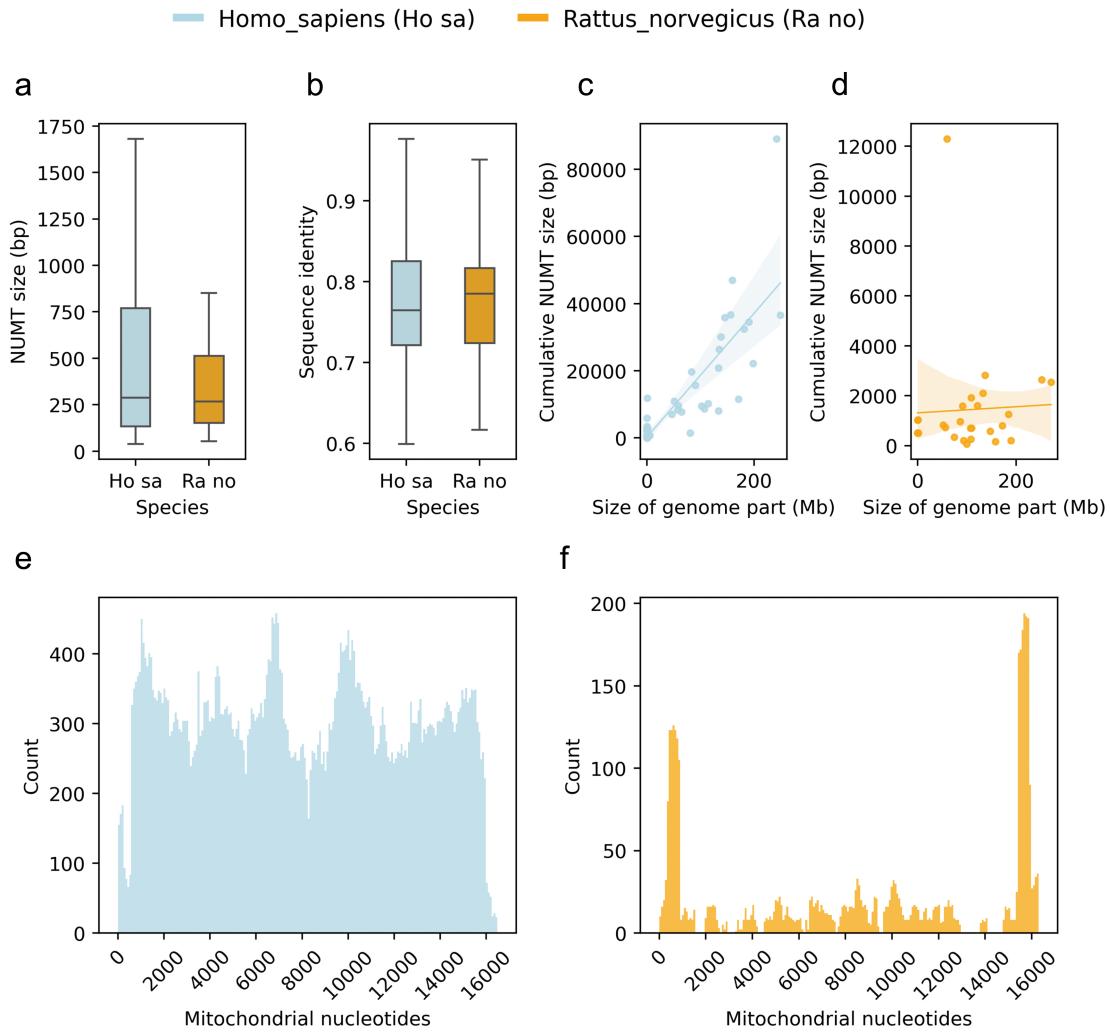 Homo_sapiens (Ho sa) Rattus_norvegicus (Ra no)
a b c d
NUMT size (bp)
1750
1500
1250
1000
750
500
250
0
Ho sa Ra no
Species
Sequence identity
0.9
0.8
0.7
0.6
Ho sa Ra no
Species
Cumulative NUMT size (bp)
80000
60000
40000
20000
0
0 200
Size of genome part (Mb)
Cumulative NUMT size (bp)
12000
10000
8000
6000
4000
2000
0
0 200
Size of genome part (Mb)
e f
Count
400
300
200
100
0
0 2000 4000 6000 8000 10000 12000 14000 16000
Mitochondrial nucleotides
Count
200
150
100
50
0
0 2000 4000 6000 8000 10000 12000 14000 16000
Mitochondrial nucleotides